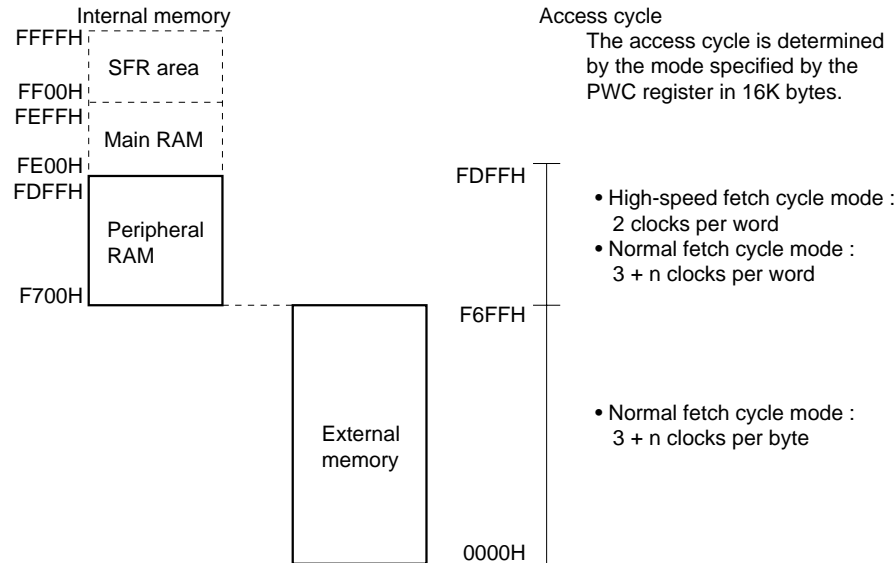 Internal memory
FFFFH
SFR area
FF00H
FEFFH
Main RAM
FE00H
FDFFH
Peripheral
RAM
F700H
External
memory
Access cycle
The access cycle is determined
by the mode specified by the
PWC register in 16K bytes.
FDFFH
• High-speed fetch cycle mode :
2 clocks per word
• Normal fetch cycle mode :
3 + n clocks per word
F6FFH
• Normal fetch cycle mode :
3 + n clocks per byte
0000H